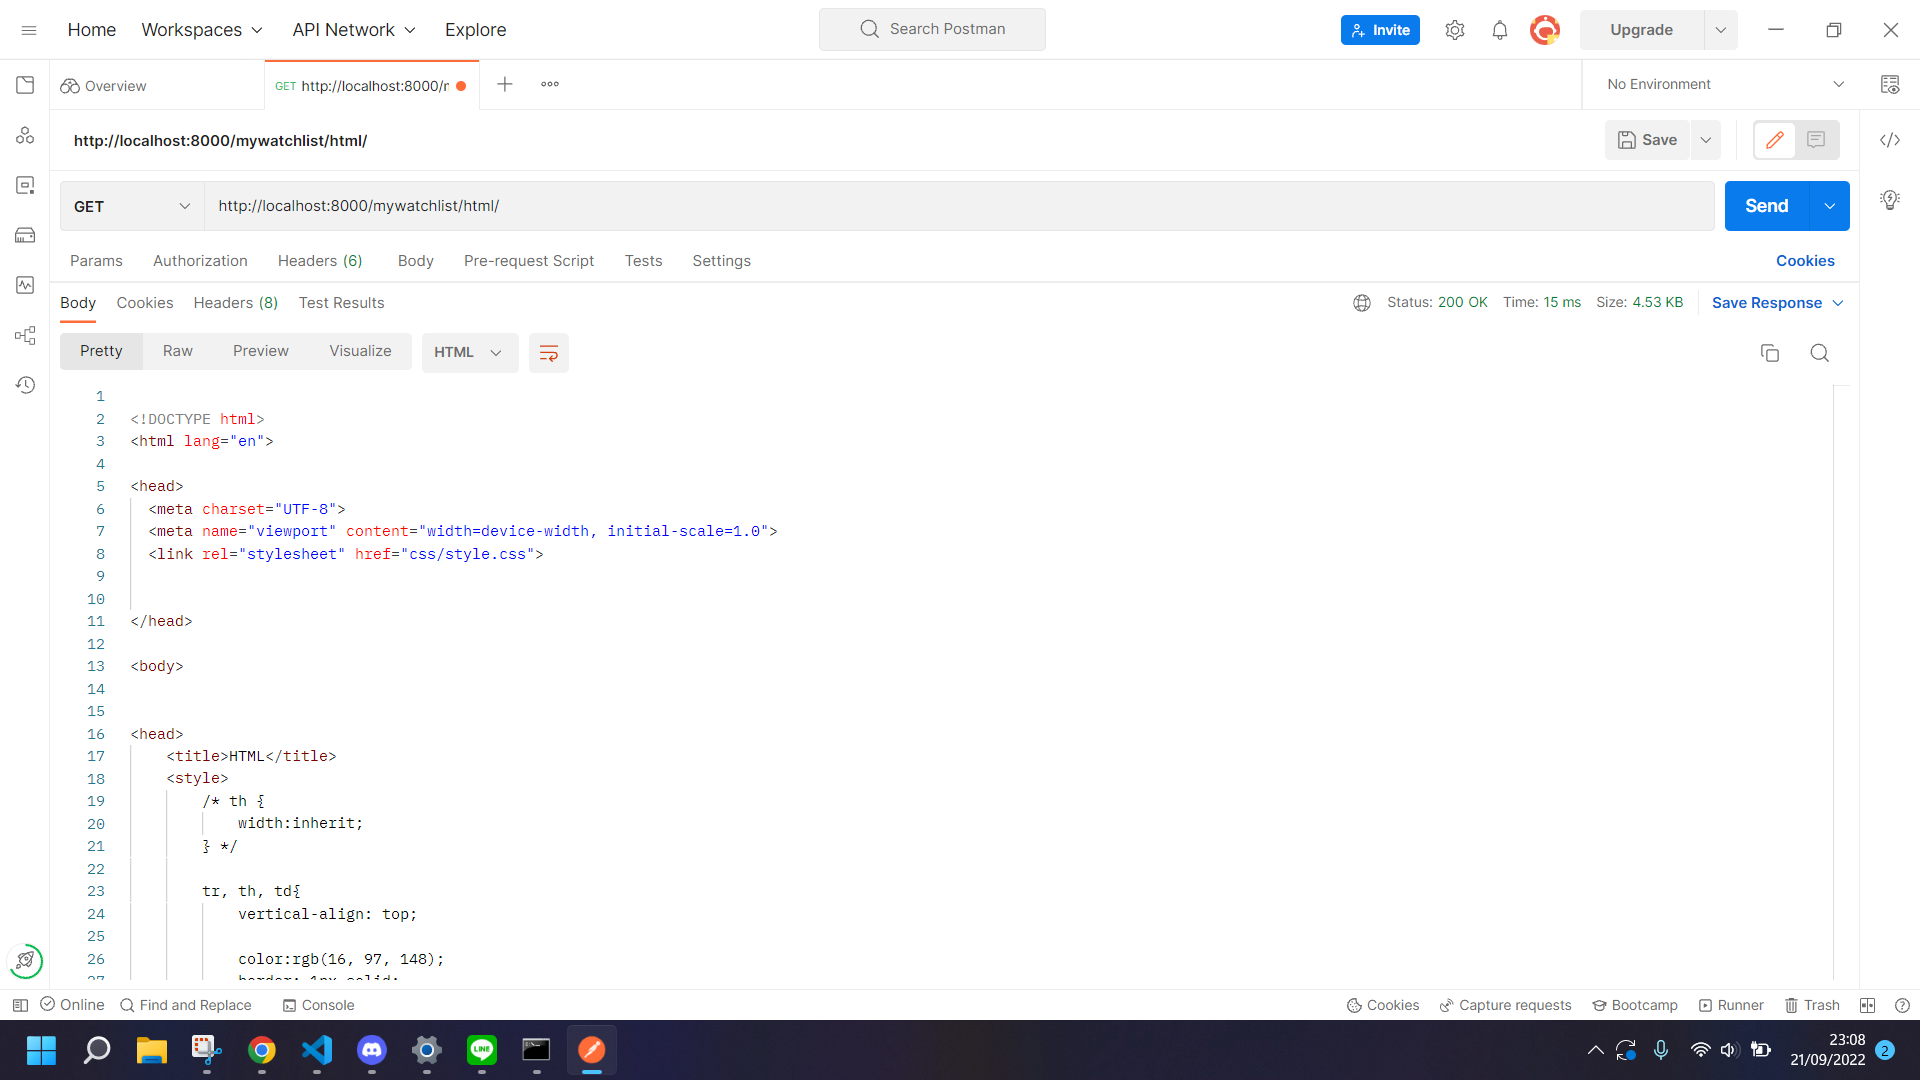 Home Workspaces API Network Explore Search Postman Invite Upgrade
Overview GET http://localhost:8000/m No Environment
http://localhost:8000/mywatchlist/html/ Save
GET http://localhost:8000/mywatchlist/html/ Send
Params Authorization Headers (6) Body Pre-request Script Tests Settings Cookies
Body Cookies Headers (8) Test Results Status: 200 OK Time: 15 ms Size: 4.53 KB Save Response
Pretty Raw Preview Visualize HTML
1
2 <!DOCTYPE html>
3 <html lang="en">
4
5 <head>
6 <meta charset="UTF-8">
7 <meta name="viewport" content="width=device-width, initial-scale=1.0">
8 <link rel="stylesheet" href="css/style.css">
9
10
11 </head>
12
13 <body>
14
15
16 <head>
17 <title>HTML</title>
18 <style>
19 /* th {
20 width:inherit;
21 } */
22
23 tr, th, td{
24 vertical-align: top;
25
26 color:rgb(16, 97, 148);
27 border: 1px solid;
Online Find and Replace Console Cookies Capture requests Bootcamp Runner Trash
LINE 23:08
21/09/2022 2